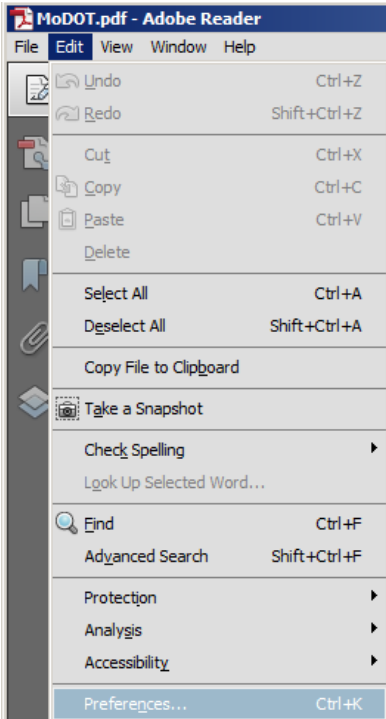 MoDOT.pdf - Adobe Reader
File Edit View Window Help
Undo Ctrl+Z
Redo Shift+Ctrl+Z
Cut Ctrl+X
Copy Ctrl+C
Paste Ctrl+V
Delete
Select All Ctrl+A
Deselect All Shift+Ctrl+A
Copy File to Clipboard
Take a Snapshot
Check Spelling
Look Up Selected Word...
Find Ctrl+F
Advanced Search Shift+Ctrl+F
Protection
Analysis
Accessibility
Preferences... Ctrl+K